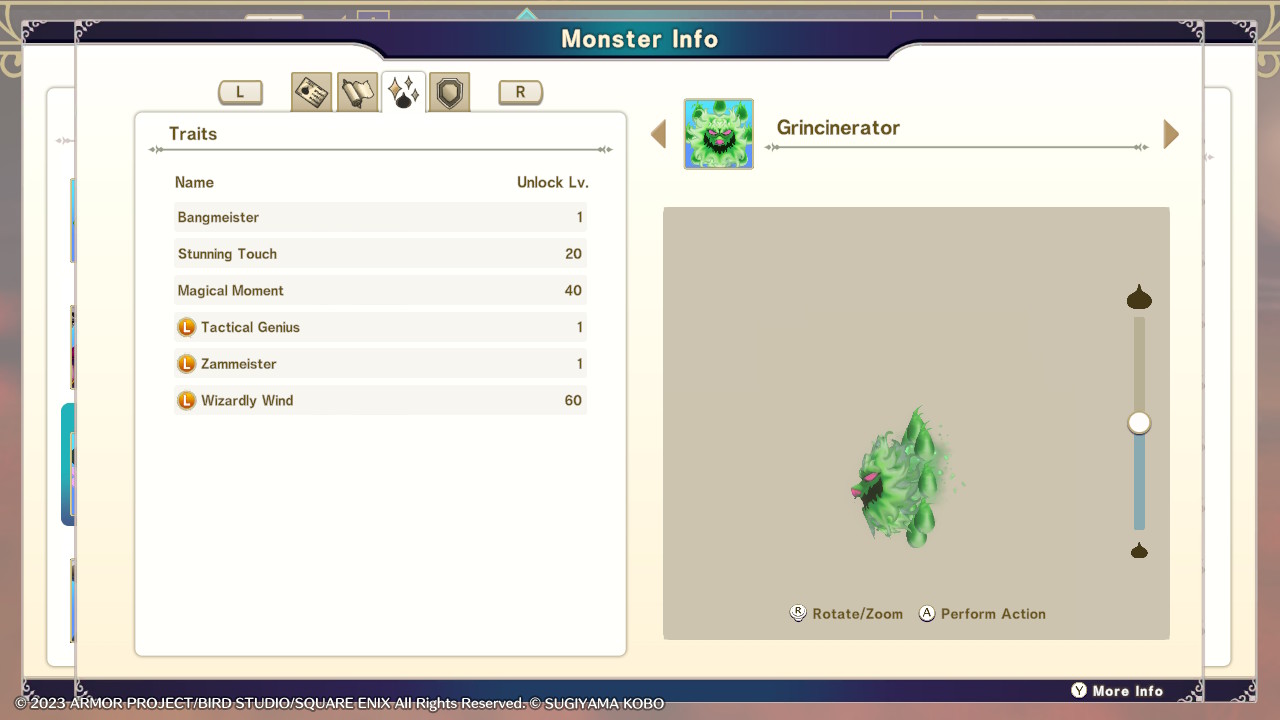 Monster Info
L
R
Traits
Name Unlock Lv.
Bangmeister 1
Stunning Touch 20
Magical Moment 40
L Tactical Genius 1
L Zammeister 1
L Wizardly Wind 60
Grincinerator
R Rotate/Zoom A Perform Action
Y More Info
© 2023 ARMOR PROJECT/BIRD STUDIO/SQUARE ENIX All Rights Reserved. © SUGIYAMA KOBO